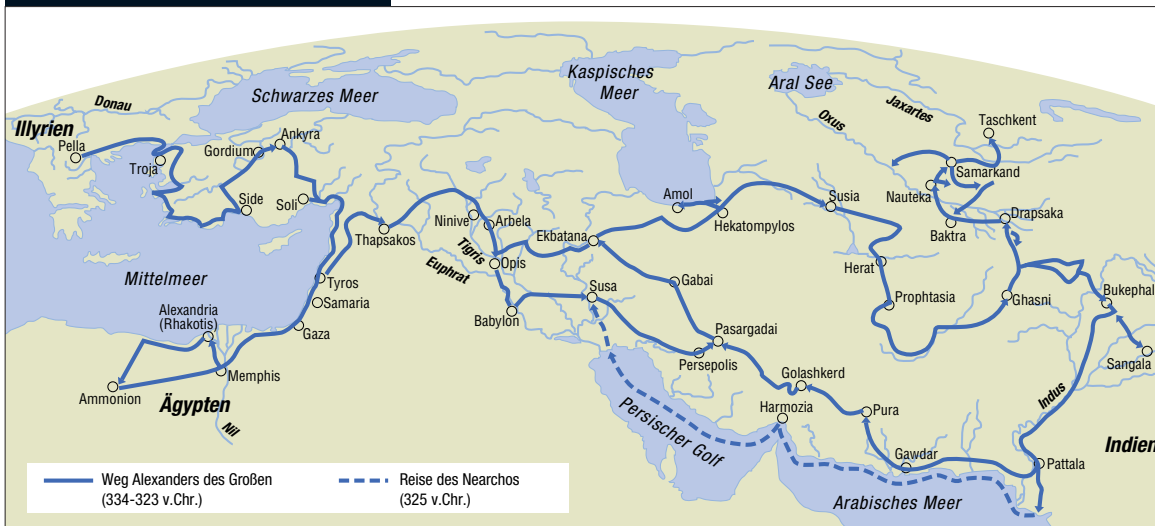 Schwarzes Meer
Kaspisches
Meer
Aral See
Donau
Illyrien
Pella
Troja
Gordium
Ankyra
Side
Soli
Oxus
Jaxartes
Taschkent
Samarkand
Nauteka
Baktra
Drapsaka
Amol
Hekatompylos
Susia
Ninive
Arbela
Ekbatana
Thapsakos
Tigris
Euphrat
Opis
Mittelmeer
Tyros
Samaria
Gaza
Alexandria
(Rhakotis)
Memphis
Ammonion
Ägypten
Nil
Babylon
Susa
Gabai
Herat
Prophtasia
Ghasni
Bukephala
Sangala
Pasargadai
Persepolis
Golashkerd
Harmozia
Pura
Gawdar
Indus
Indien
Pattala
Persischer Golf
Arabisches Meer
Weg Alexanders des Großen
(334-323 v.Chr.)
Reise des Nearchos
(325 v.Chr.)